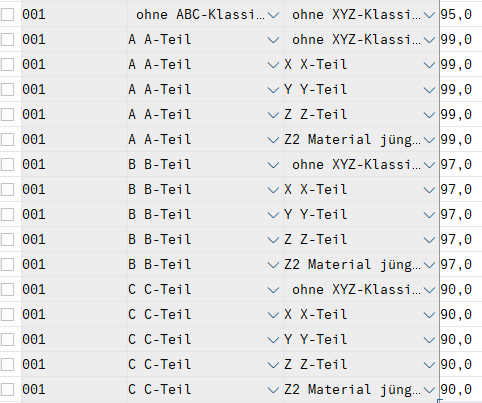 001 ohne ABC-Klassi… ohne XYZ-Klassi… 95,0
001 A A-Teil ohne XYZ-Klassi… 99,0
001 A A-Teil X X-Teil 99,0
001 A A-Teil Y Y-Teil 99,0
001 A A-Teil Z Z-Teil 99,0
001 A A-Teil Z2 Material jüng… 99,0
001 B B-Teil ohne XYZ-Klassi… 97,0
001 B B-Teil X X-Teil 97,0
001 B B-Teil Y Y-Teil 97,0
001 B B-Teil Z Z-Teil 97,0
001 B B-Teil Z2 Material jüng… 97,0
001 C C-Teil ohne XYZ-Klassi… 90,0
001 C C-Teil X X-Teil 90,0
001 C C-Teil Y Y-Teil 90,0
001 C C-Teil Z Z-Teil 90,0
001 C C-Teil Z2 Material jüng… 90,0